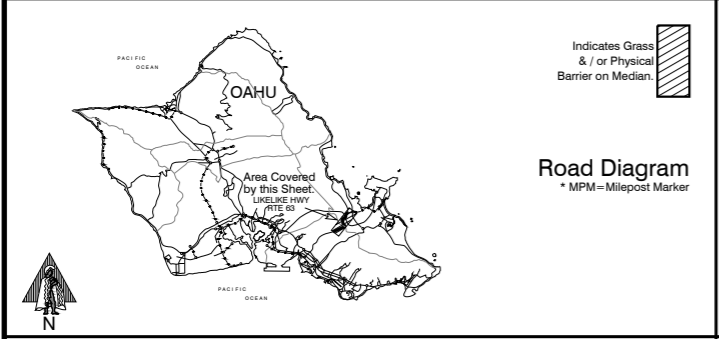 PACIFIC
OCEAN
OAHU
Indicates Grass
& / or Physical
Barrier on Median.
Road Diagram
* MPM=Milepost Marker
Area Covered
by this Sheet
LIKELIKE HWY
RTE 63
PACIFIC
OCEAN
N